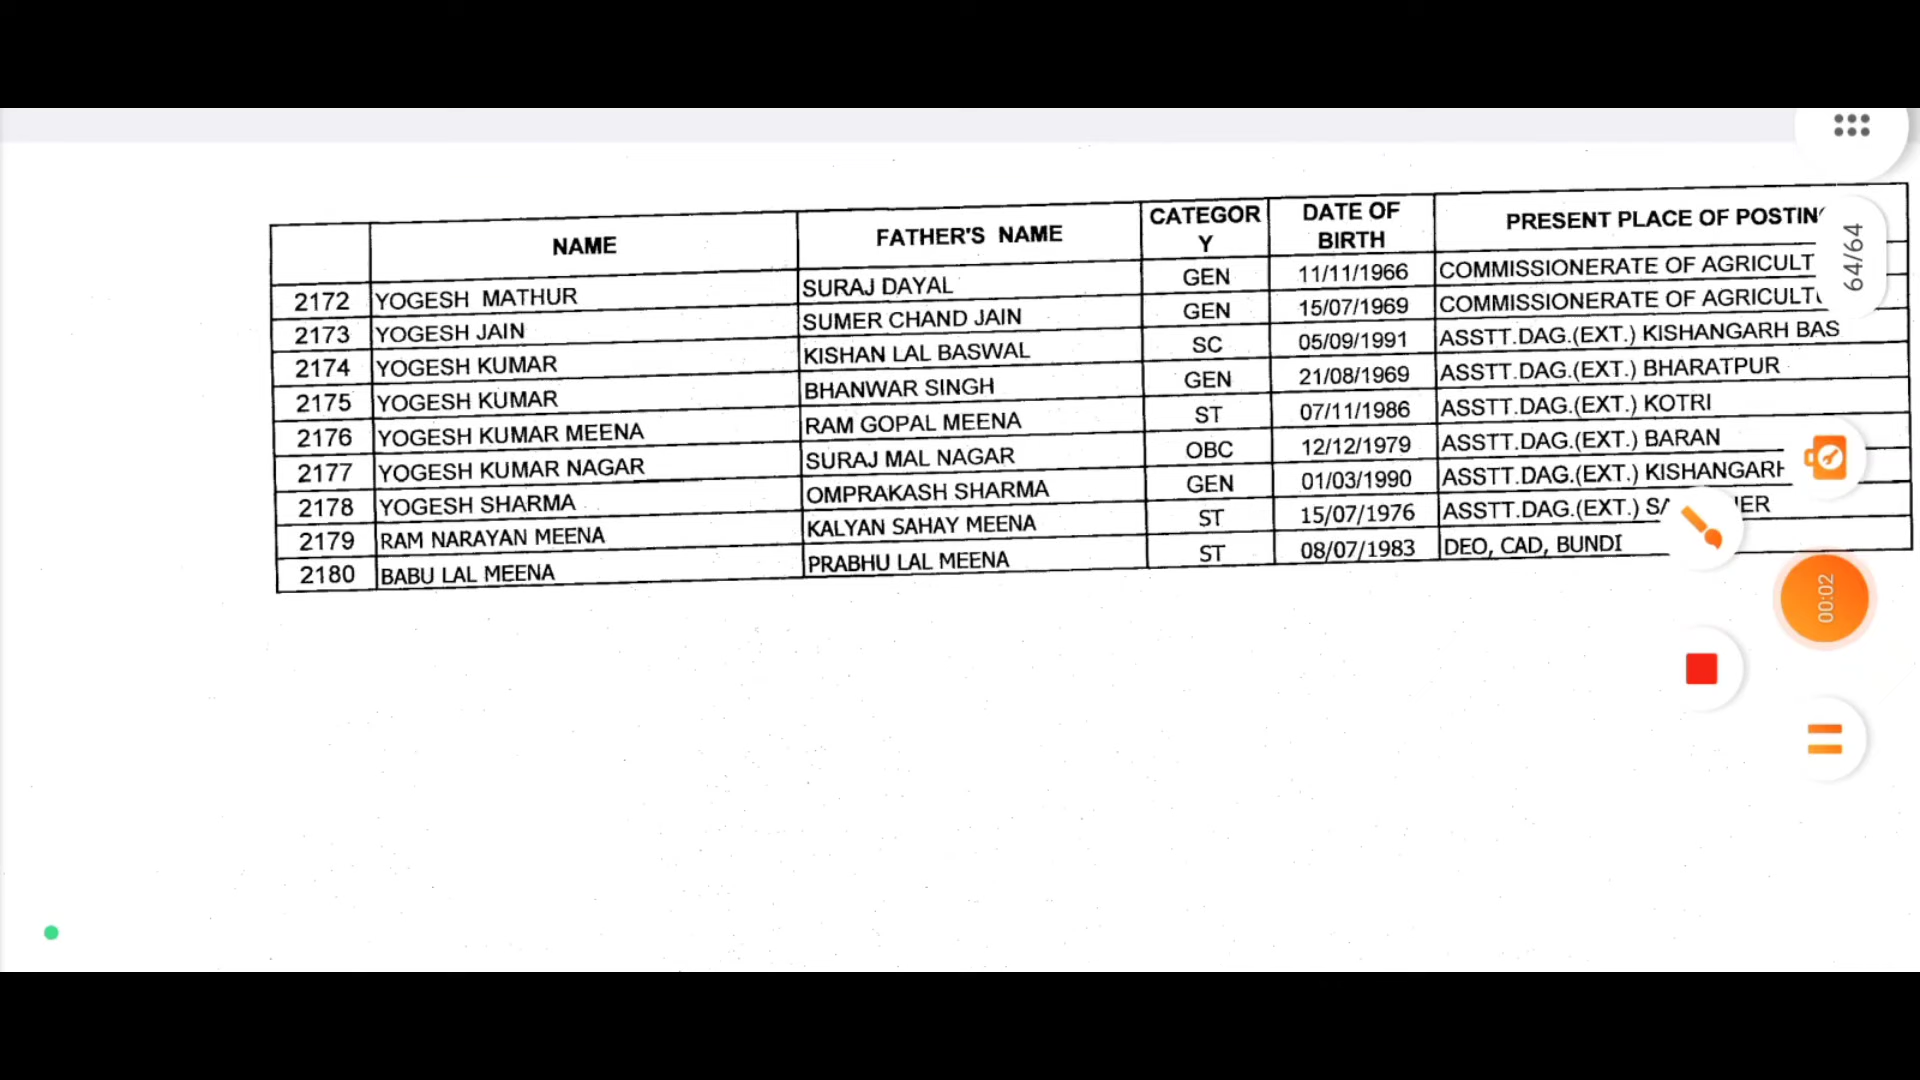 NAME FATHER'S NAME CATEGOR Y DATE OF BIRTH PRESENT PLACE OF POSTING
2172 YOGESH MATHUR SURAJ DAYAL GEN 11/11/1966 COMMISSIONERATE OF AGRICULT
2173 YOGESH JAIN SUMER CHAND JAIN GEN 15/07/1969 COMMISSIONERATE OF AGRICULT
2174 YOGESH KUMAR KISHAN LAL BASWAL SC 05/09/1991 ASSTT.DAG.(EXT.) KISHANGARH BAS
2175 YOGESH KUMAR BHANWAR SINGH GEN 21/08/1969 ASSTT.DAG.(EXT.) BHARATPUR
2176 YOGESH KUMAR MEENA RAM GOPAL MEENA ST 07/11/1986 ASSTT.DAG.(EXT.) KOTRI
2177 YOGESH KUMAR NAGAR SURAJ MAL NAGAR OBC 12/12/1979 ASSTT.DAG.(EXT.) BARAN
2178 YOGESH SHARMA OMPRAKASH SHARMA GEN 01/03/1990 ASSTT.DAG.(EXT.) KISHANGARH
2179 RAM NARAYAN MEENA KALYAN SAHAY MEENA ST 15/07/1976 ASSTT.DAG.(EXT.)
2180 BABU LAL MEENA PRABHU LAL MEENA ST 08/07/1983 DEO, CAD, BUNDI
64/64
00:02